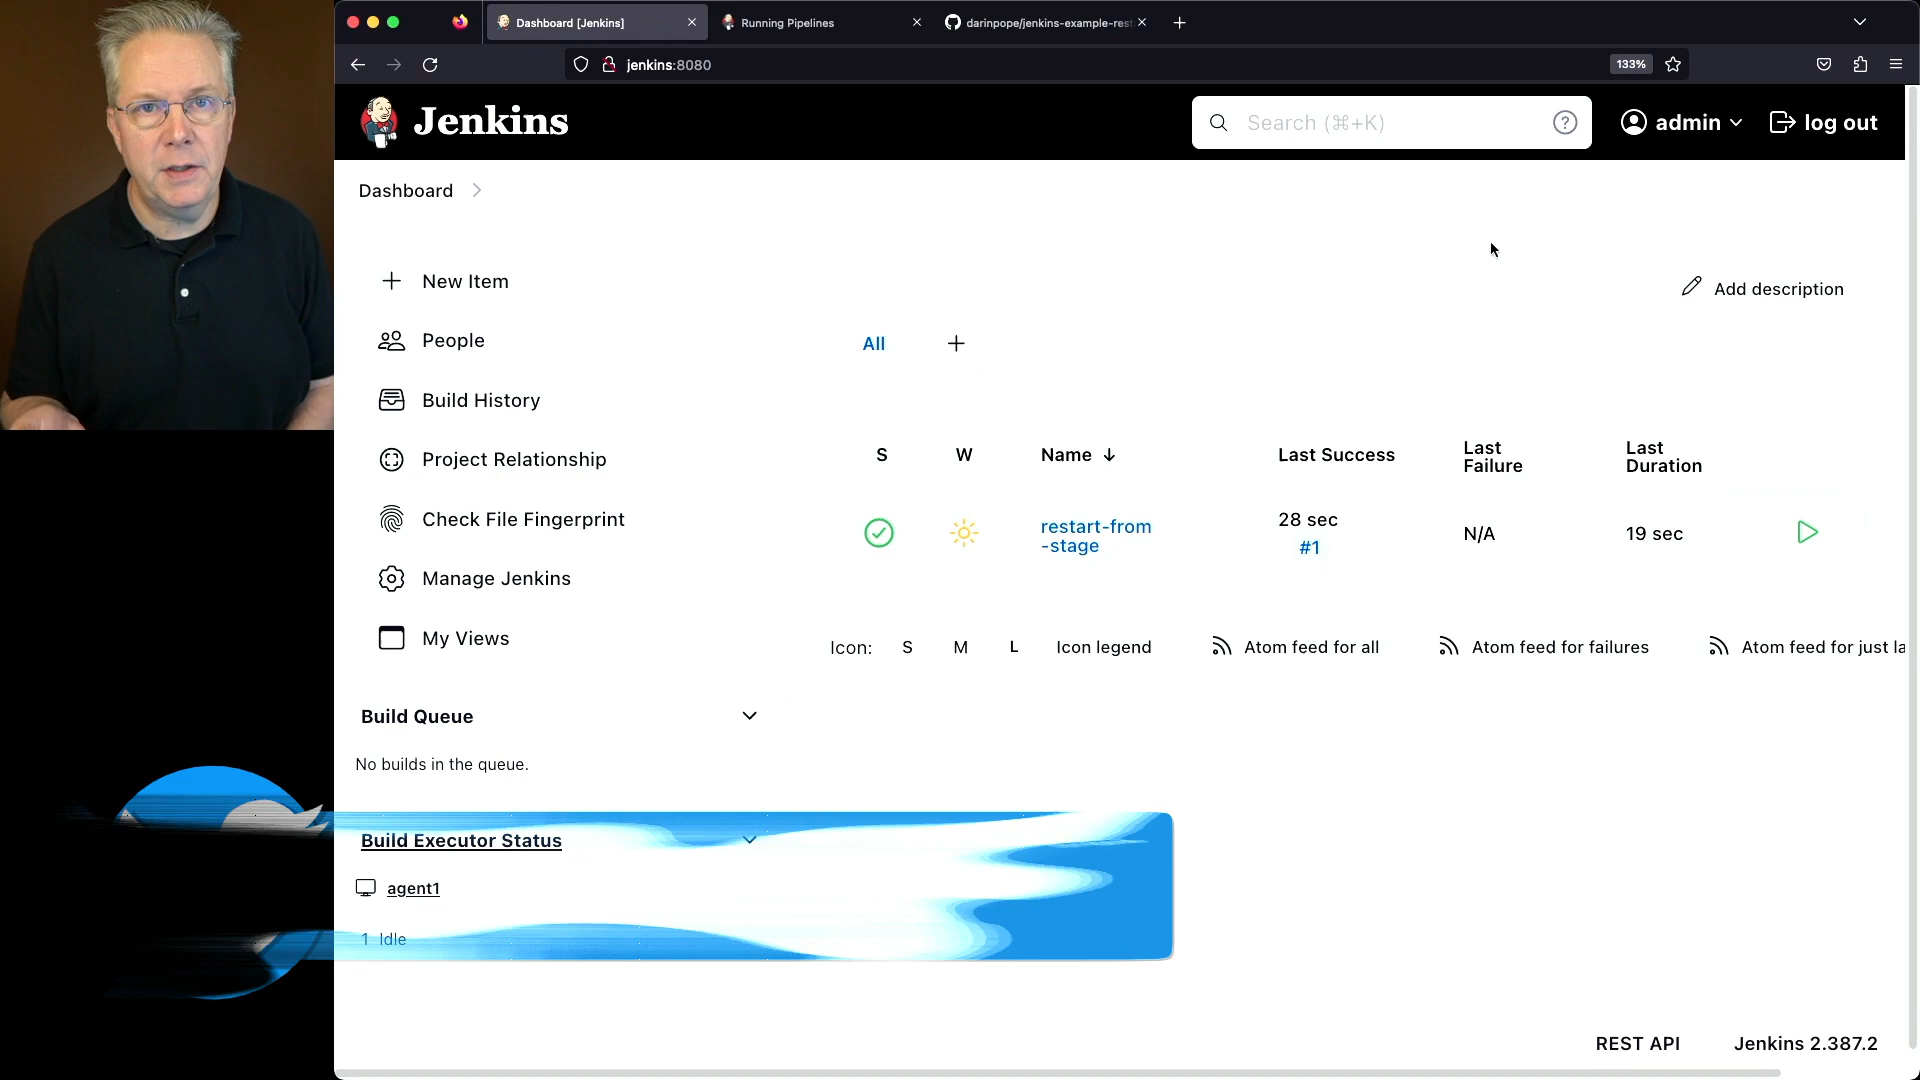 Dashboard [Jenkins]
Running Pipelines
darinpope/jenkins-example-rest
jenkins:8080
133%
Jenkins
Search (⌘+K)
admin
log out
Dashboard
New Item
Add description
People
All
Build History
S W Name ↓ Last Success Last Failure Last Duration
Project Relationship
Check File Fingerprint
restart-from
-stage
28 sec
#1
N/A
19 sec
Manage Jenkins
My Views
Icon: S M L Icon legend Atom feed for all Atom feed for failures Atom feed for just la
Build Queue
No builds in the queue.
Build Executor Status
agent1
1 Idle
REST API Jenkins 2.387.2